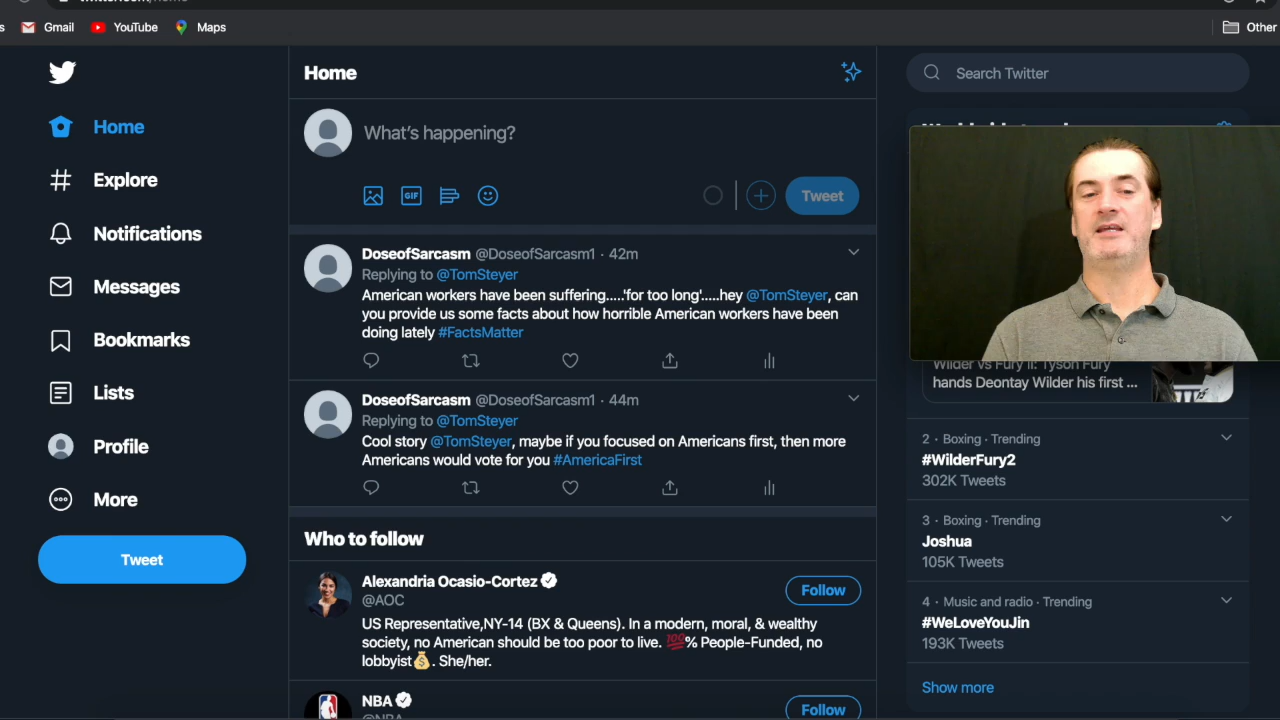 s Gmail YouTube Maps Other
Home
Explore
Notifications
Messages
Bookmarks
Lists
Profile
More
Tweet
Home
What's happening?
GIF
Tweet
DoseofSarcasm @DoseofSarcasm1 · 42m
Replying to @TomSteyer
American workers have been suffering.....'for too long'.....hey @TomSteyer, can
you provide us some facts about how horrible American workers have been
doing lately #FactsMatter
DoseofSarcasm @DoseofSarcasm1 · 44m
Replying to @TomSteyer
Cool story @TomSteyer, maybe if you focused on Americans first, then more
Americans would vote for you #AmericaFirst
Who to follow
Alexandria Ocasio-Cortez
@AOC
Follow
US Representative,NY-14 (BX & Queens). In a modern, moral, & wealthy
society, no American should be too poor to live. 💯% People-Funded, no
lobbyist💰. She/her.
NBA
@NBA
Follow
Search Twitter
Wilder vs Fury II: Tyson Fury
hands Deontay Wilder his first ...
2 · Boxing · Trending
#WilderFury2
302K Tweets
3 · Boxing · Trending
Joshua
105K Tweets
4 · Music and radio · Trending
#WeLoveYouJin
193K Tweets
Show more